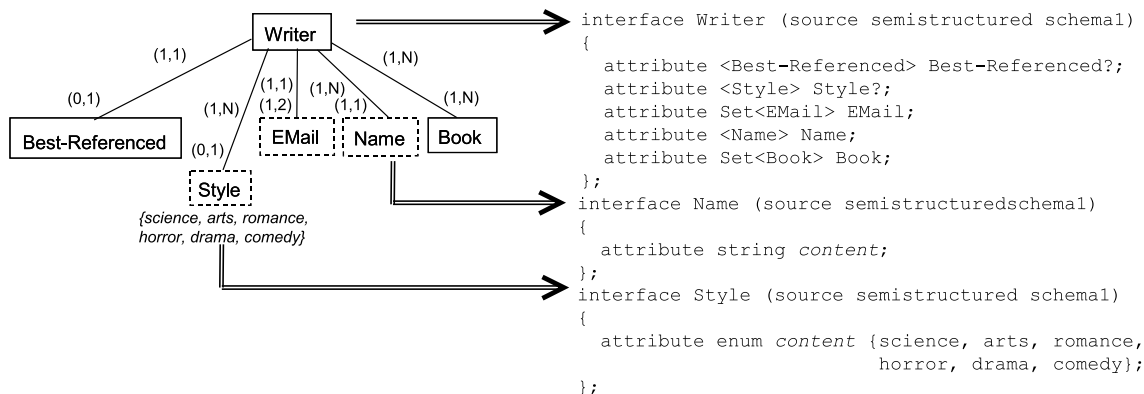 Writer
(1,1)
(0,1)
Best-Referenced
(1,N)
(0,1)
Style
{science, arts, romance,
horror, drama, comedy}
(1,1)
(1,2)
EMail
(1,N)
(1,1)
Name
(1,N)
(1,N)
Book
interface Writer (source semistructured schema1)
{
attribute <Best-Referenced> Best-Referenced?;
attribute <Style> Style?;
attribute Set<EMail> EMail;
attribute <Name> Name;
attribute Set<Book> Book;
};
interface Name (source semistructuredschema1)
{
attribute string content;
};
interface Style (source semistructured schema1)
{
attribute enum content {science, arts, romance,
horror, drama, comedy};
};